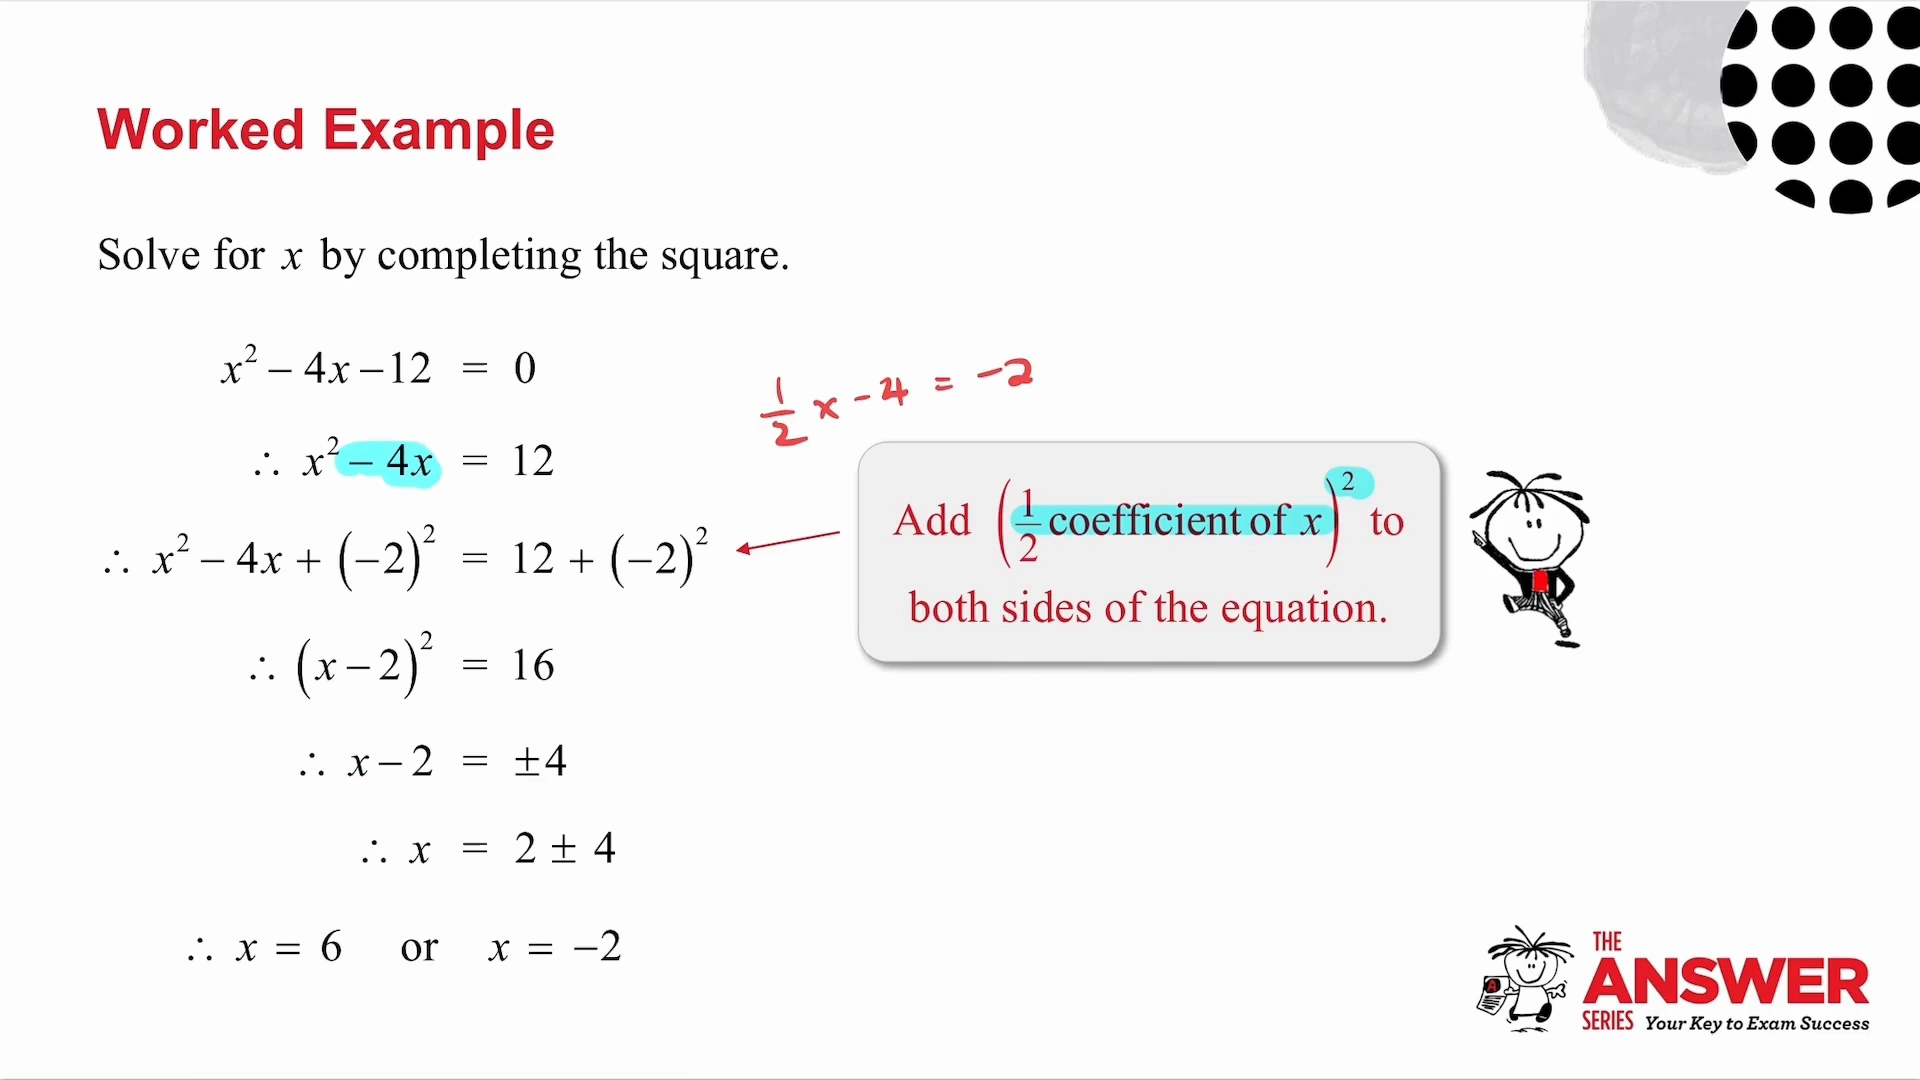 Worked Example
Solve for x by completing the square.
x² − 4x − 12 = 0
½ × −4 = −2
∴ x² − 4x = 12
Add (½ coefficient of x)² to
both sides of the equation.
∴ x² − 4x + (−2)² = 12 + (−2)²
∴ (x − 2)² = 16
∴ x − 2 = ±4
∴ x = 2 ± 4
∴ x = 6 or x = −2
THE
ANSWER
SERIES Your Key to Exam Success
A